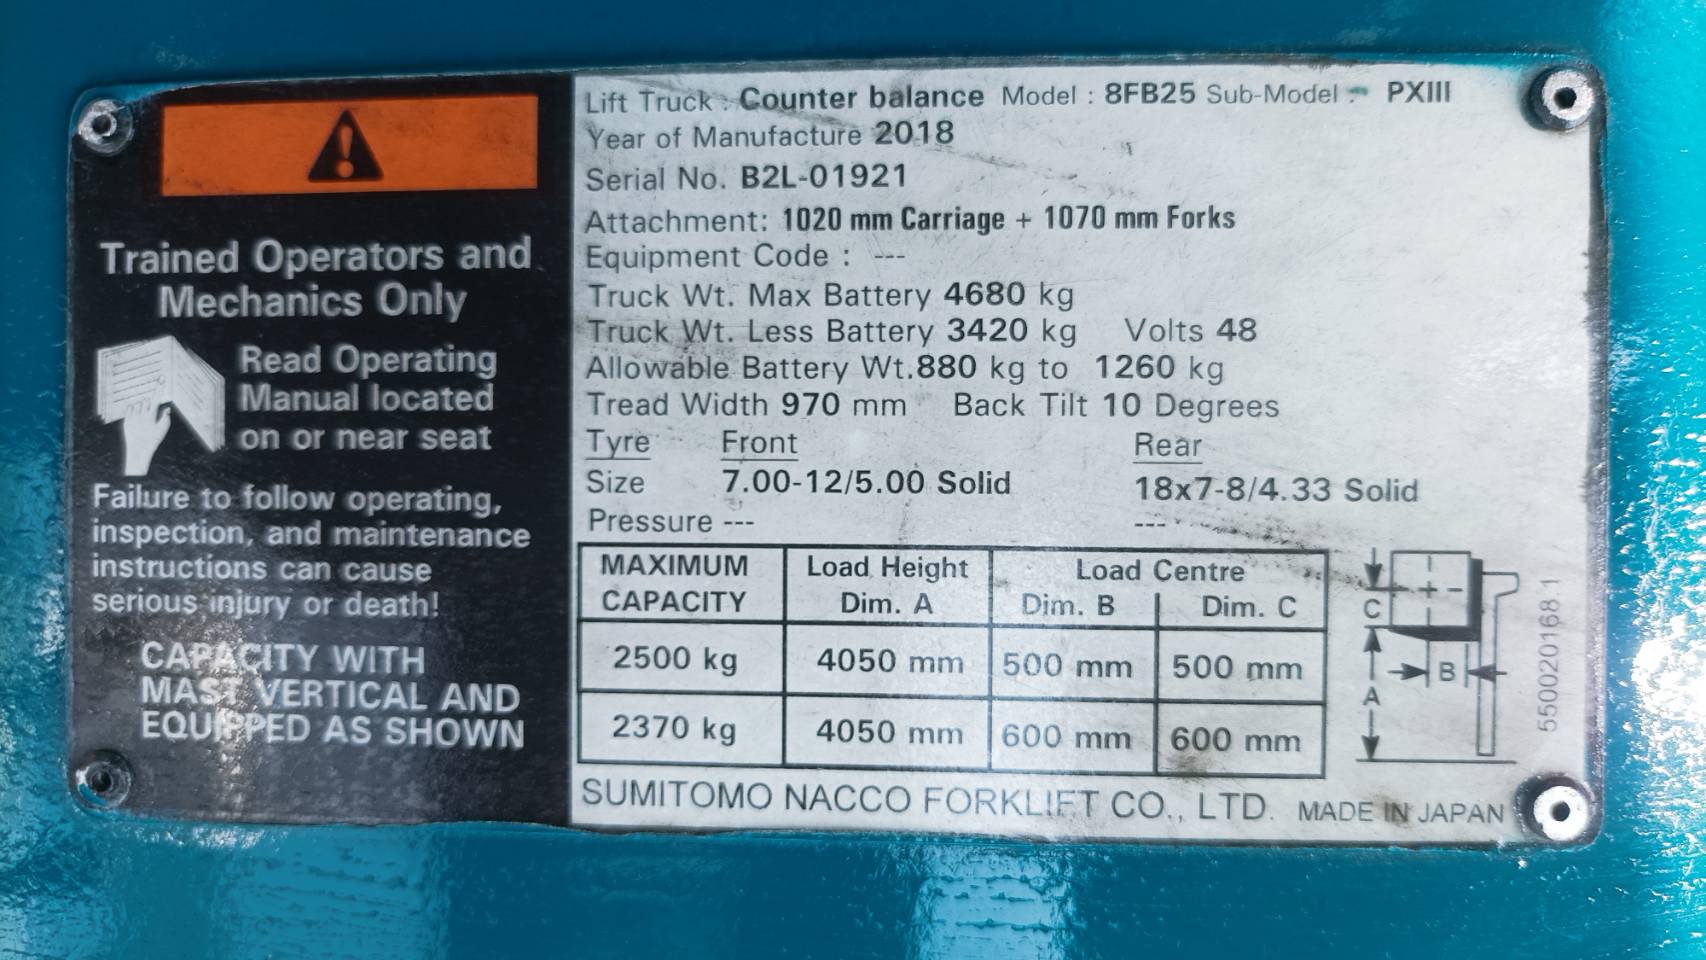 Trained Operators and
Mechanics Only
Read Operating
Manual located
on or near seat
Failure to follow operating,
inspection, and maintenance
instructions can cause
serious injury or death!
CAPACITY WITH
MAST VERTICAL AND
EQUIPPED AS SHOWN
Lift Truck : Counter balance Model : 8FB25 Sub-Model : PXIII
Year of Manufacture 2018
Serial No. B2L-01921
Attachment: 1020 mm Carriage + 1070 mm Forks
Equipment Code : ---
Truck Wt. Max Battery 4680 kg
Truck Wt. Less Battery 3420 kg Volts 48
Allowable Battery Wt.880 kg to 1260 kg
Tread Width 970 mm Back Tilt 10 Degrees
Tyre Front Rear
Size 7.00-12/5.00 Solid 18x7-8/4.33 Solid
Pressure --- ---
MAXIMUM Load Height Load Centre
CAPACITY Dim. A Dim. B Dim. C
2500 kg 4050 mm 500 mm 500 mm
2370 kg 4050 mm 600 mm 600 mm
C
B
A
550020168.1
SUMITOMO NACCO FORKLIFT CO., LTD. MADE IN JAPAN